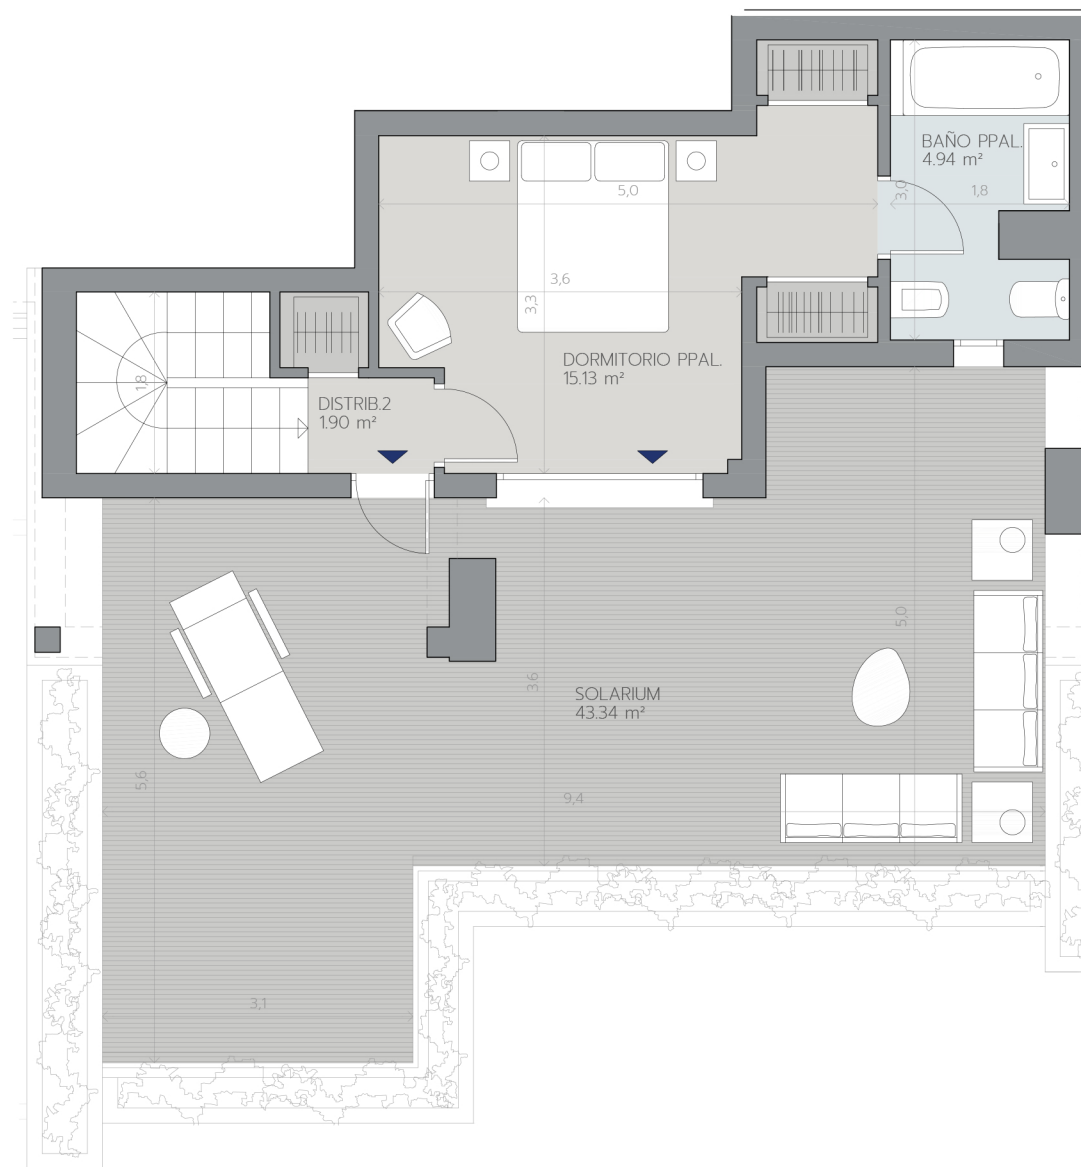 BAÑO PPAL.
4.94 m²
3,0
1,8
5,0
3,6
3,3
DORMITORIO PPAL.
15.13 m²
1,8
DISTRIB.2
1.90 m²
5,0
3,6
SOLARIUM
43.34 m²
5,6
9,4
3,1